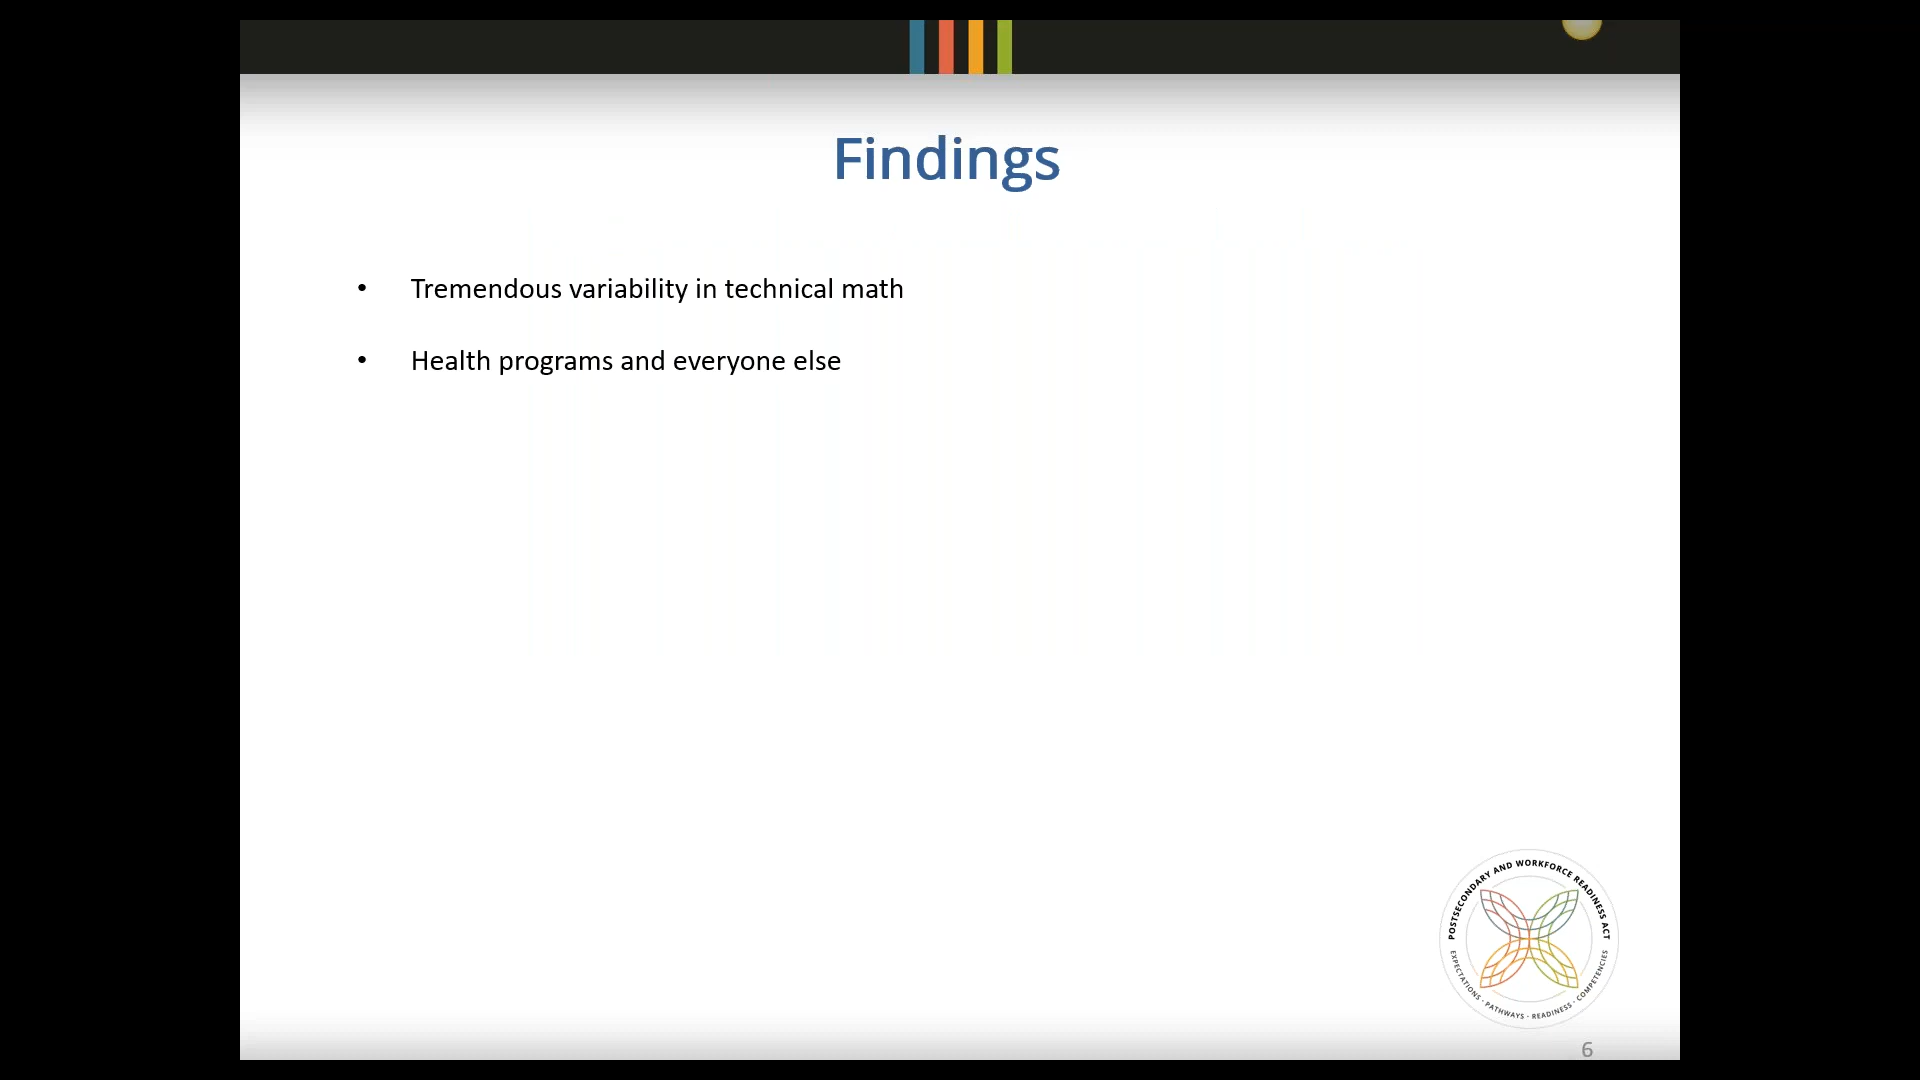 Findings
• Tremendous variability in technical math
• Health programs and everyone else
POSTSECONDARY AND WORKFORCE READINESS ACT
EXPECTATIONS · PATHWAYS · READINESS · COMPETENCIES
6